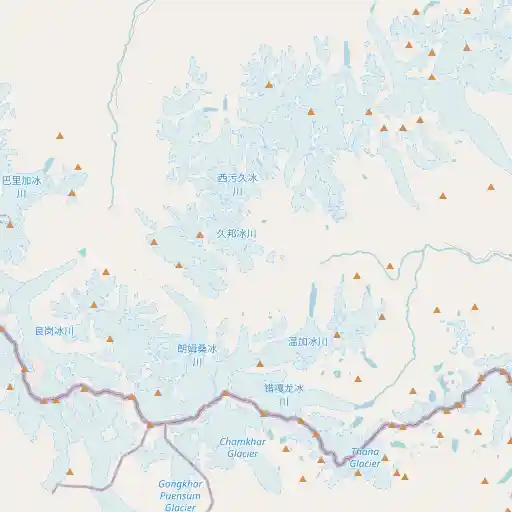 西污久冰
川
巴里加冰
川
久邦冰川
良岗冰川
朗姆桑冰
川
温加冰川
错嘎龙冰
川
Chamkhar
Glacier
Thana
Glacier
Gongkhar
Puensum
Glacier